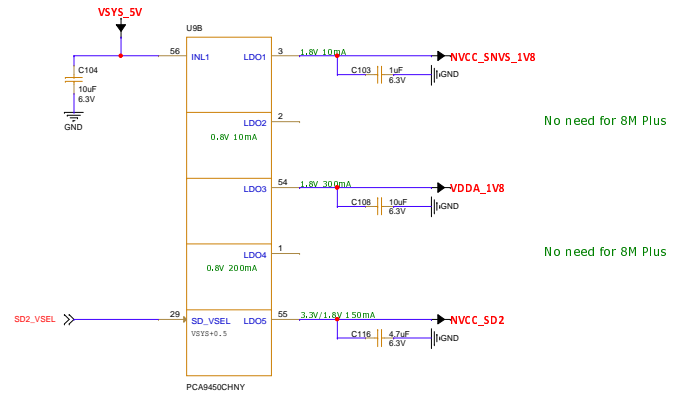 VSYS_5V
U9B
56
INL1
LDO1
3
1.8V 10mA
NVCC_SNVS_1V8
C104
10uF
6.3V
GND
C103
1uF
6.3V
GND
LDO2
2
0.8V 10mA
No need for 8M Plus
LDO3
54
1.8V 300mA
VDDA_1V8
C108
10uF
6.3V
GND
LDO4
1
0.8V 200mA
No need for 8M Plus
SD2_VSEL
29
SD_VSEL
VSYS+0.5
LDO5
55
3.3V/1.8V 150mA
NVCC_SD2
C116
4.7uF
6.3V
GND
PCA9450CHNY